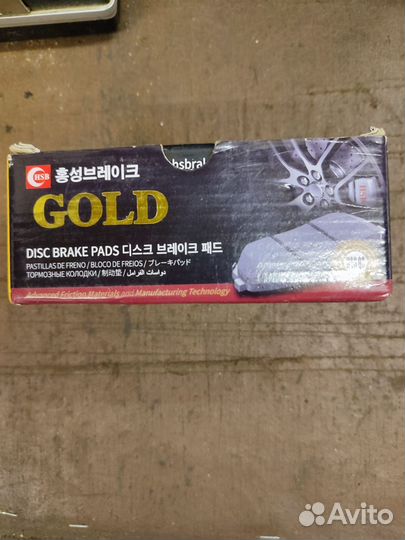 hsbral
HSB 홍성브레이크
HSB
GOLD
DISC BRAKE PADS 디스크 브레이크 패드
PASTILLAS DE FRENO / BLOCO DE FREIOS / ブレーキパッド
ТОРМОЗНЫЕ КОЛОДКИ / 制动垫 / دواسات الفرامل
Advanced Friction Materials and Manufacturing Technology
Avito